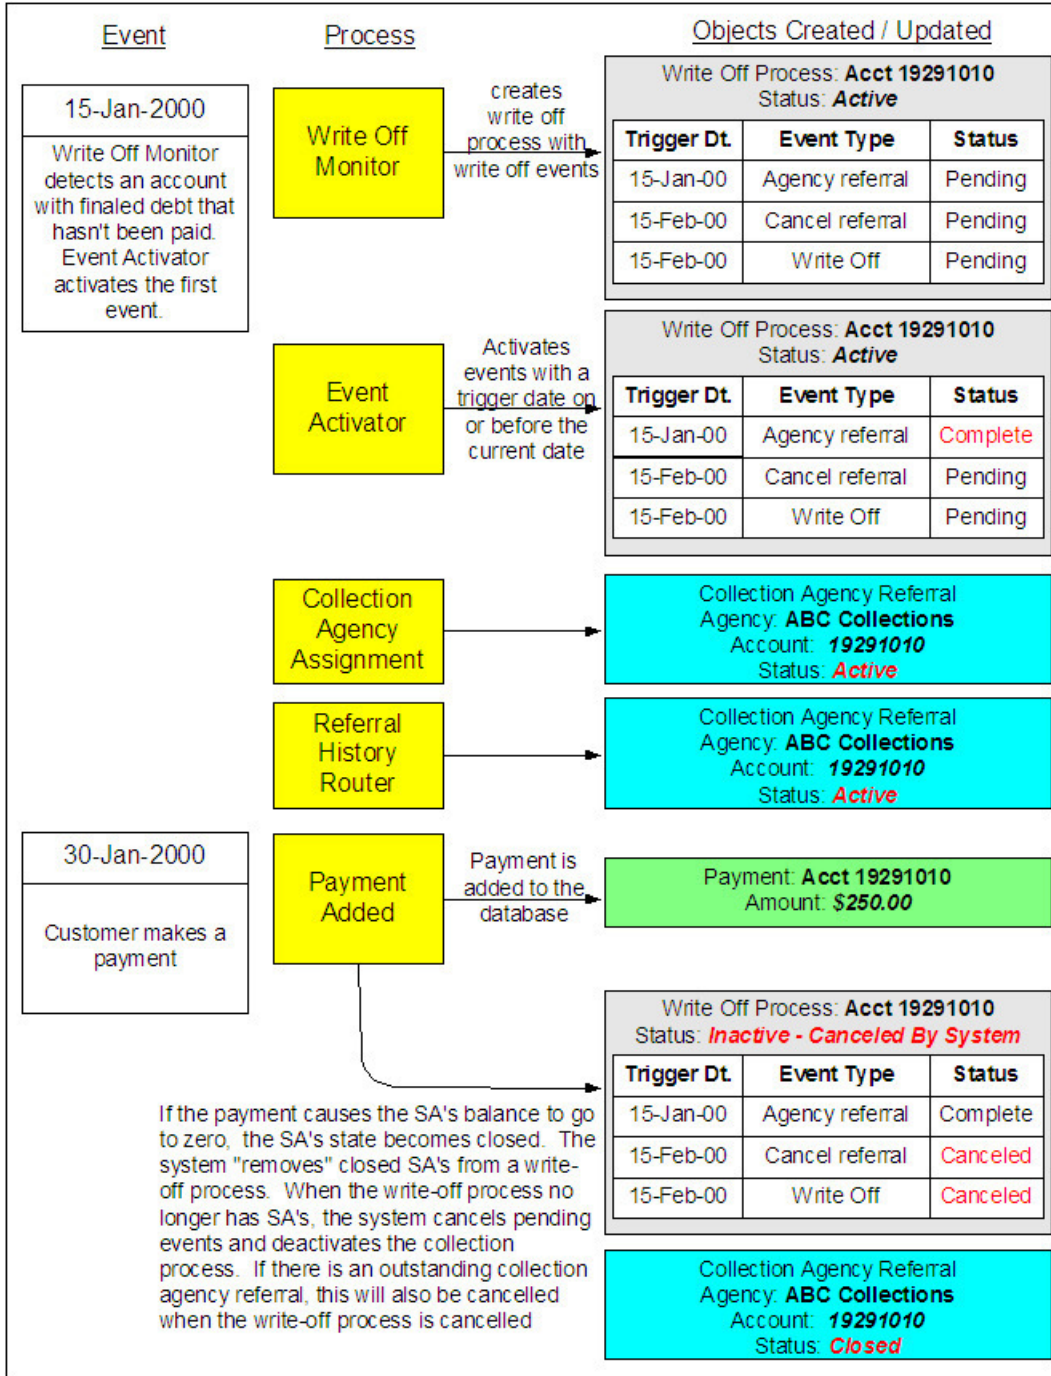 Event
Process
Objects Created / Updated
15-Jan-2000
Write Off Monitor
detects an account
with finaled debt that
hasn't been paid.
Event Activator
activates the first
event.
Write Off
Monitor
creates
write off
process with
write off events
Write Off Process: Acct 19291010
Status: Active
Trigger Dt. Event Type Status
15-Jan-00 Agency referral Pending
15-Feb-00 Cancel referral Pending
15-Feb-00 Write Off Pending
Event
Activator
Activates
events with a
trigger date on
or before the
current date
Write Off Process: Acct 19291010
Status: Active
Trigger Dt. Event Type Status
15-Jan-00 Agency referral Complete
15-Feb-00 Cancel referral Pending
15-Feb-00 Write Off Pending
Collection
Agency
Assignment
Collection Agency Referral
Agency: ABC Collections
Account: 19291010
Status: Active
Referral
History
Router
Collection Agency Referral
Agency: ABC Collections
Account: 19291010
Status: Active
30-Jan-2000
Customer makes a
payment
Payment
Added
Payment is
added to the
database
Payment: Acct 19291010
Amount: $250.00
Write Off Process: Acct 19291010
Status: Inactive - Canceled By System
Trigger Dt. Event Type Status
15-Jan-00 Agency referral Complete
15-Feb-00 Cancel referral Canceled
15-Feb-00 Write Off Canceled
If the payment causes the SA's balance to go
to zero, the SA's state becomes closed. The
system "removes" closed SA's from a write-
off process. When the write-off process no
longer has SA's, the system cancels pending
events and deactivates the collection
process. If there is an outstanding collection
agency referral, this will also be cancelled
when the write-off process is cancelled
Collection Agency Referral
Agency: ABC Collections
Account: 19291010
Status: Closed